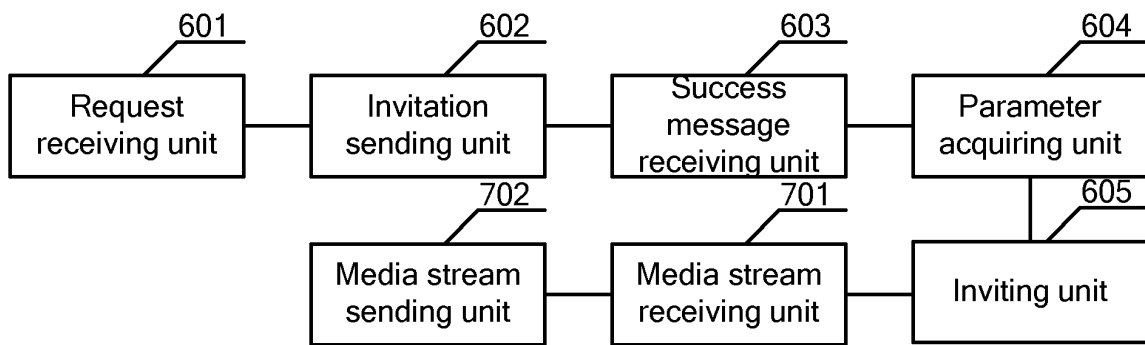 601
602
603
604
Request
receiving unit
Invitation
sending unit
Success
message
receiving unit
Parameter
acquiring unit
702
701
605
Media stream
sending unit
Media stream
receiving unit
Inviting unit